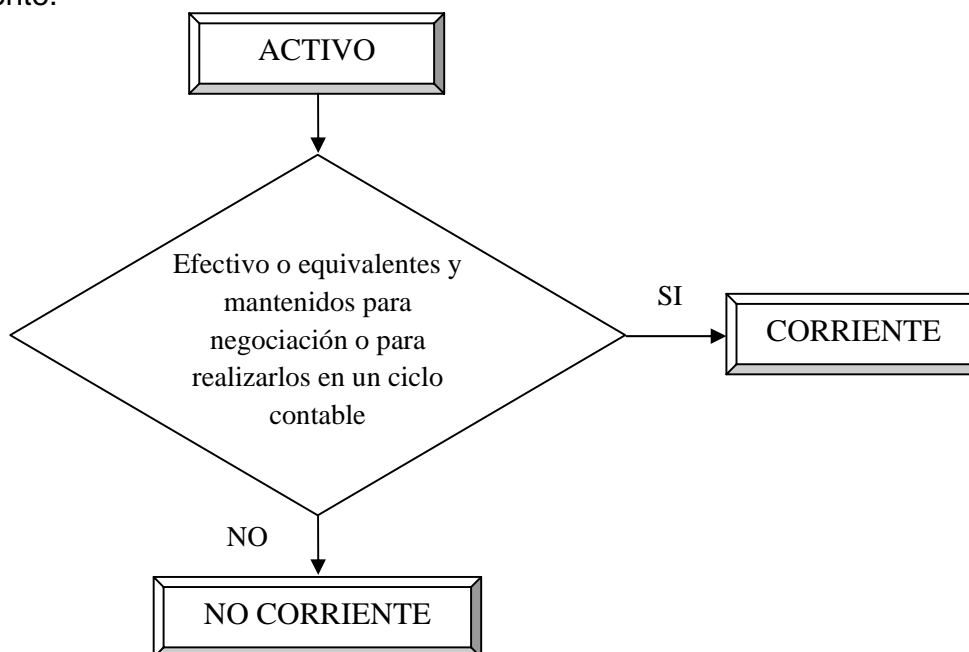 ACTIVO
Efectivo o equivalentes y
mantenidos para
negociación o para
realizarlos en un ciclo
contable
SI
CORRIENTE
NO
NO CORRIENTE